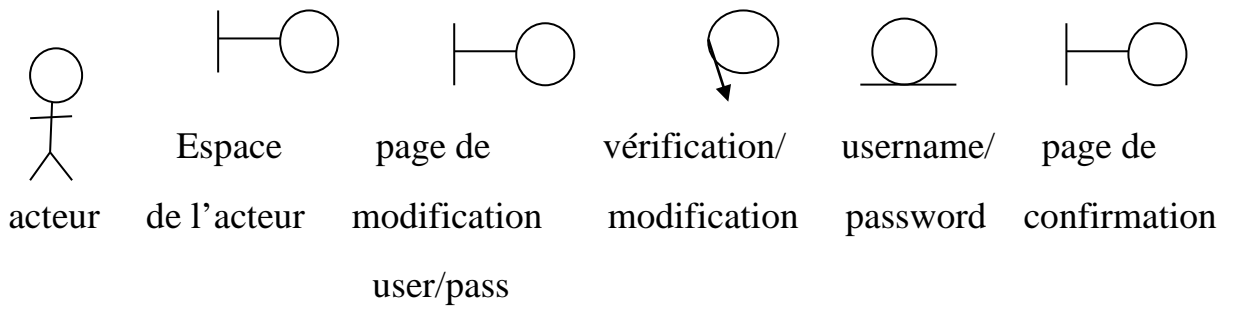 Espace page de vérification/ username/ page de
acteur de l’acteur modification modification password confirmation
user/pass